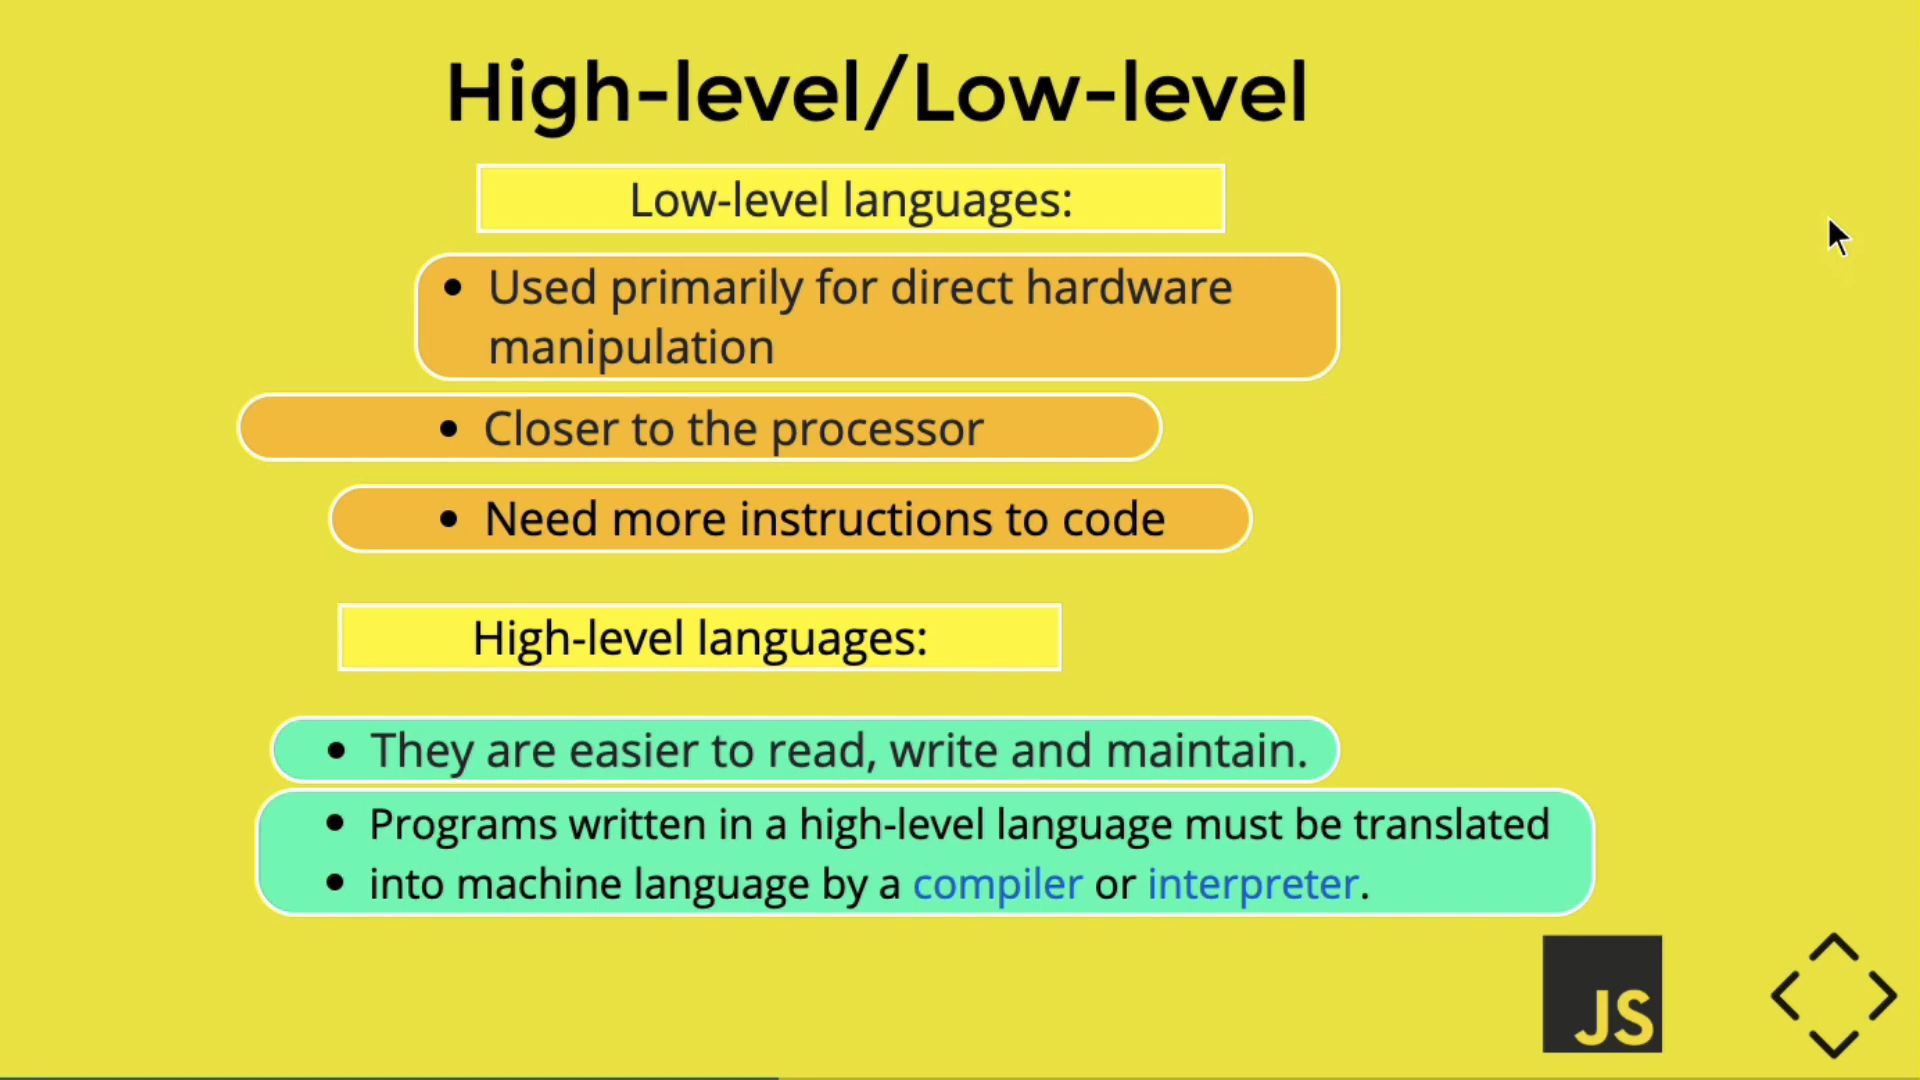 High-level/Low-level
Low-level languages:
• Used primarily for direct hardware
manipulation
• Closer to the processor
• Need more instructions to code
High-level languages:
• They are easier to read, write and maintain.
• Programs written in a high-level language must be translated
• into machine language by a compiler or interpreter.
JS